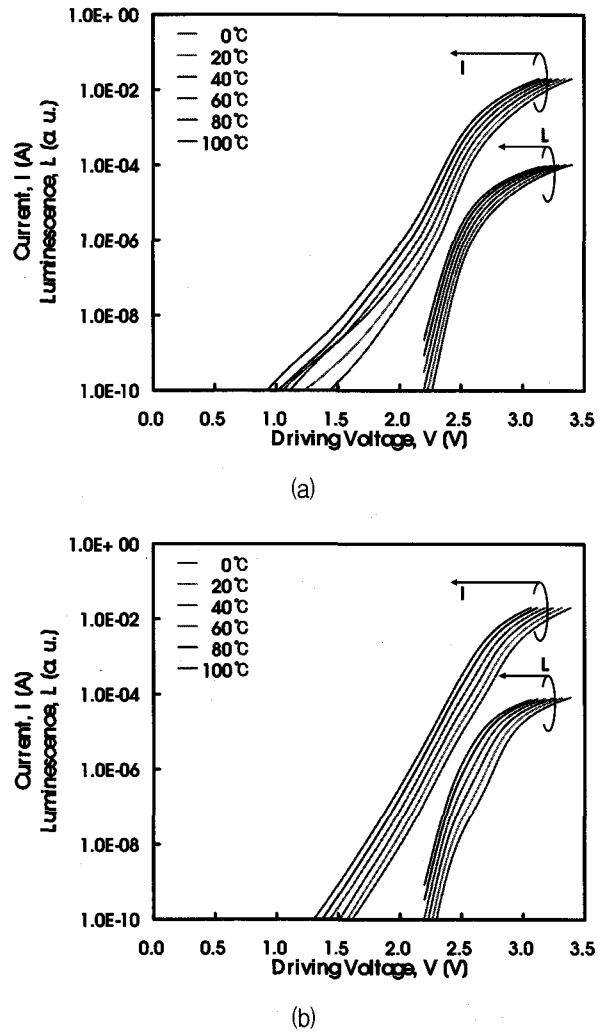 1.0E+ 00
1.0E- 02
1.0E- 04
1.0E- 06
1.0E- 08
1.0E- 10
Current, I (A)
Luminescence, L (a u.)
0℃
20℃
40℃
60℃
80℃
100℃
I
L
0.0 0.5 1.0 1.5 2.0 2.5 3.0 3.5
Driving Voltage, V (V)
(a)
1.0E+ 00
1.0E- 02
1.0E- 04
1.0E- 06
1.0E- 08
1.0E- 10
Current, I (A)
Luminescence, L (a u.)
0℃
20℃
40℃
60℃
80℃
100℃
I
L
0.0 0.5 1.0 1.5 2.0 2.5 3.0 3.5
Driving Voltage, V (V)
(b)